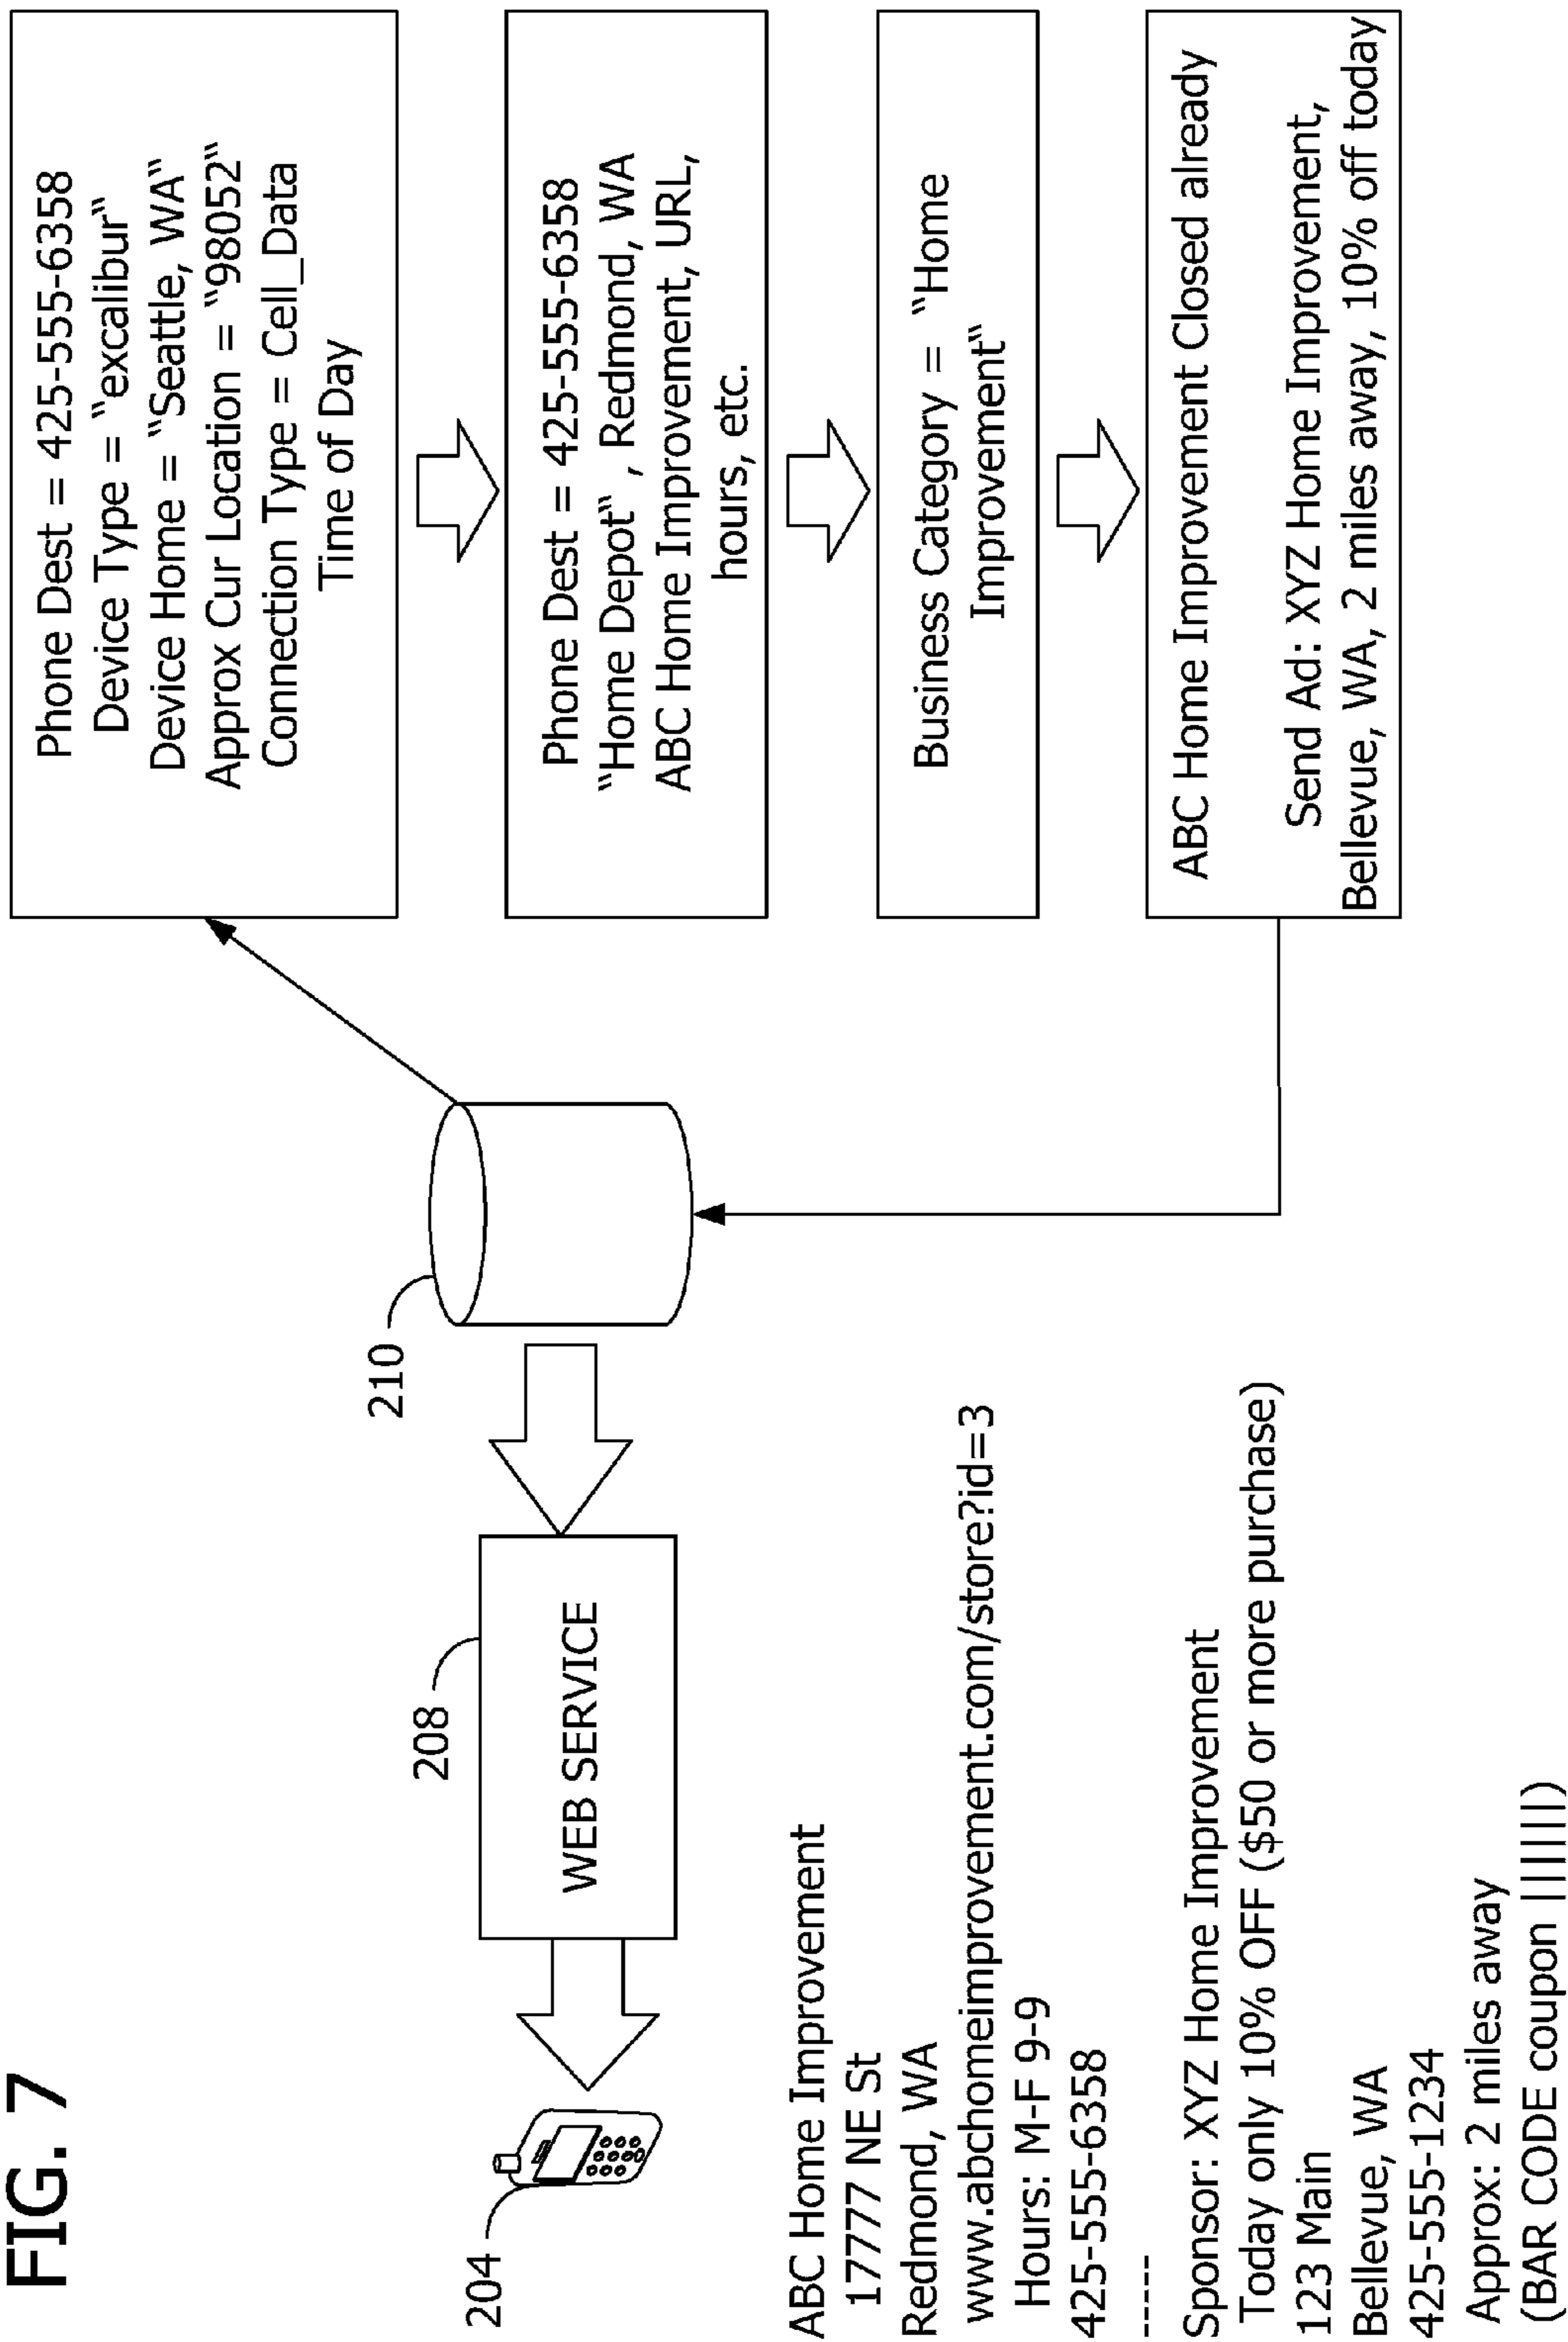 FIG. 7
Phone Dest = 425-555-6358
Device Type = “excalibur“
Device Home = “Seattle, WA“
Approx Cur Location = “98052“
Connection Type = Cell_Data
Time of Day
Phone Dest = 425-555-6358
“Home Depot“ , Redmond, WA
ABC Home Improvement, URL,
hours, etc.
Business Category = “Home
Improvement“
ABC Home Improvement Closed already
Send Ad: XYZ Home Improvement,
Bellevue, WA, 2 miles away, 10% off today
210
208
WEB SERVICE
204
ABC Home Improvement
17777 NE St
Redmond, WA
www.abchomeimprovement.com/store?id=3
Hours: M-F 9-9
425-555-6358
-----
Sponsor: XYZ Home Improvement
Today only 10% OFF ($50 or more purchase)
123 Main
Bellevue, WA
425-555-1234
Approx: 2 miles away
(BAR CODE coupon ||||||)